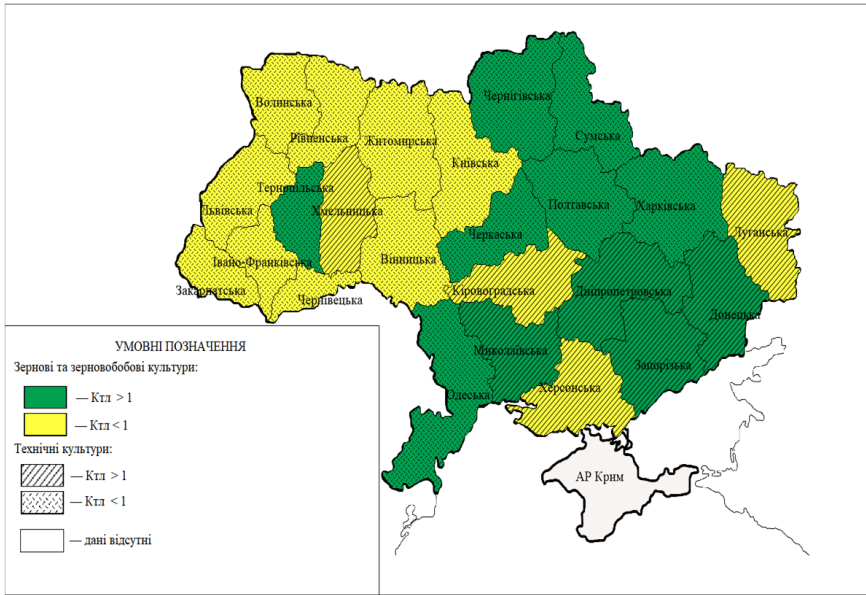 Волинська
Рівненська
Житомирська
Київська
Чернігівська
Сумська
Львівська
Тернопільська
Хмельницька
Черкаська
Полтавська
Харківська
Луганська
Івано-Франківська
Закарпатська
Чернівецька
Вінницька
Кіровоградська
Дніпропетровська
Донецька
Миколаївська
Запорізька
Херсонська
Одеська
АР Крим
УМОВНІ ПОЗНАЧЕННЯ
Зернові та зерновобобові культури:
— Ктл > 1
— Ктл < 1
Технічні культури:
— Ктл > 1
— Ктл < 1
— дані відсутні